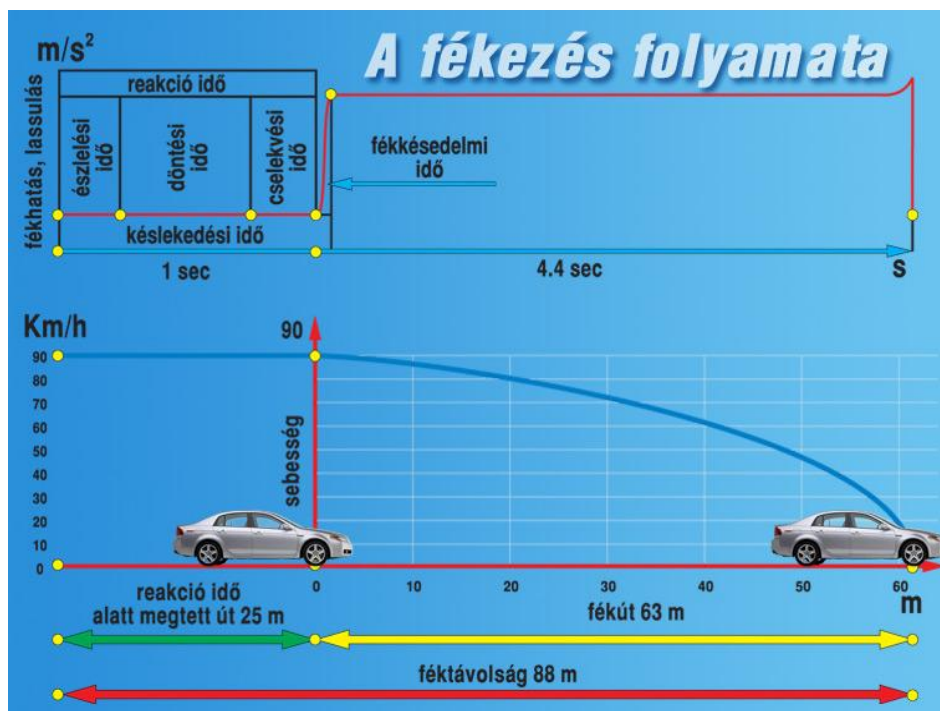 m/s²
A fékezés folyamata
fékhatás, lassulás
reakció idő
észlelési
idő
döntési
idő
cselekvési
idő
fékkésedelmi
idő
késlekedési idő
1 sec
4.4 sec
s
Km/h
90
90
80
70
60
50
40
30
20
10
0
sebesség
0
10
20
30
40
50
60
m
reakció idő
alatt megtett út 25 m
fékút 63 m
féktávolság 88 m